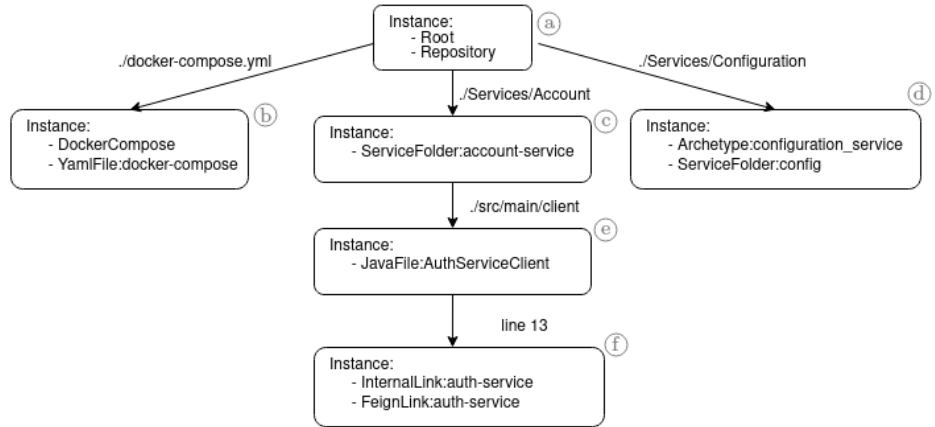 Instance:
- Root
- Repository
ⓐ
./docker-compose.yml
./Services/Account
./Services/Configuration
ⓑ
Instance:
- DockerCompose
- YamlFile:docker-compose
ⓒ
Instance:
- ServiceFolder:account-service
ⓓ
Instance:
- Archetype:configuration_service
- ServiceFolder:config
./src/main/client
ⓔ
Instance:
- JavaFile:AuthServiceClient
line 13
ⓕ
Instance:
- InternalLink:auth-service
- FeignLink:auth-service